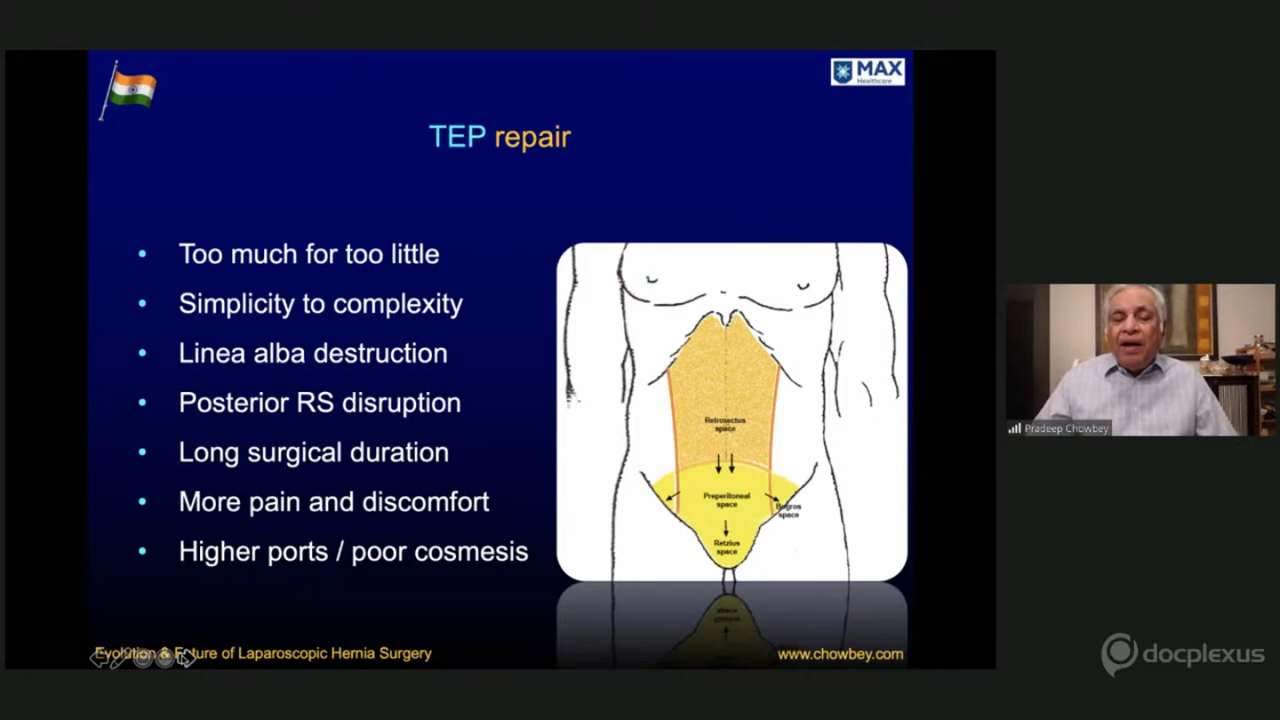 MAX
Healthcare
TEP repair
• Too much for too little
• Simplicity to complexity
• Linea alba destruction
• Posterior RS disruption
• Long surgical duration
• More pain and discomfort
• Higher ports / poor cosmesis
Retrorectus
space
Preperitoneal
space
Bogros
space
Retzius
space
Evolution & Future of Laparoscopic Hernia Surgery
www.chowbey.com
Pradeep Chowbey
docplexus